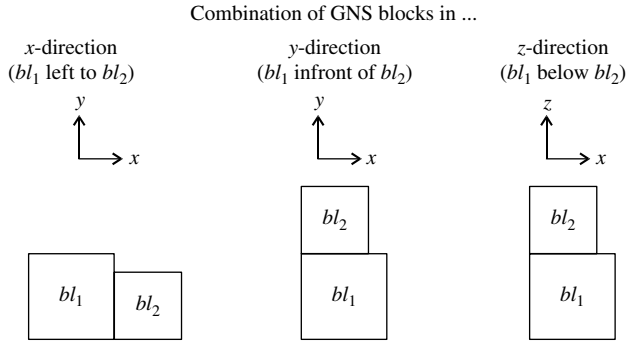 Combination of GNS blocks in ...
x-direction
(bl₁ left to bl₂)
y
x
bl₁
bl₂
y-direction
(bl₁ infront of bl₂)
y
x
bl₂
bl₁
z-direction
(bl₁ below bl₂)
z
x
bl₂
bl₁